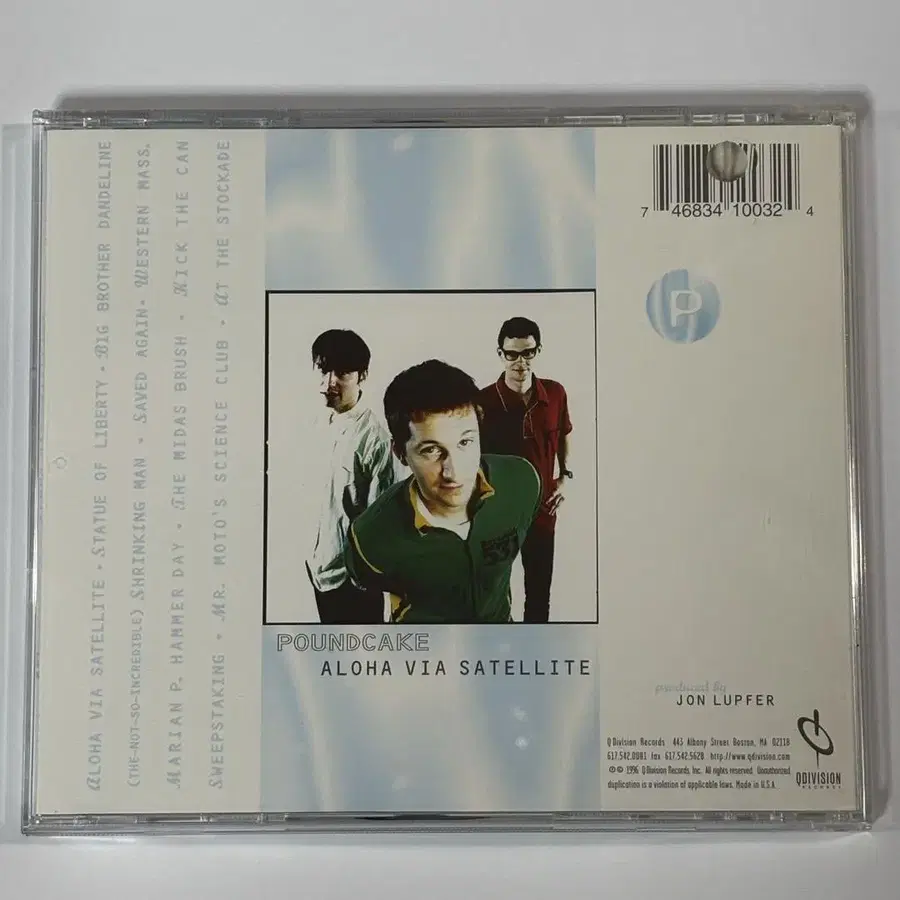 Aloha via satellite · Statue of Liberty · Big Brother Dandeline
(the-not-so-incredible) Shrinking Man · Saved Again · Western Mass.
Marian P. Hammer Day · The Midas Brush · Kick the Can
Sweepstaking · Mr. Moto's Science Club · At the Stockade
7 46834 10032 4
P
POUNDCAKE
ALOHA VIA SATELLITE
produced by
JON LUPFER
Q Division Records 443 Albany Street Boston, MA 02118
617.542.0081 fax 617.542.5628 http://www.qdivision.com
℗ © 1996 Q Division Records, Inc. All rights reserved. Unauthorized
duplication is a violation of applicable laws. Made in U.S.A.
QDIVISION
RECORDS